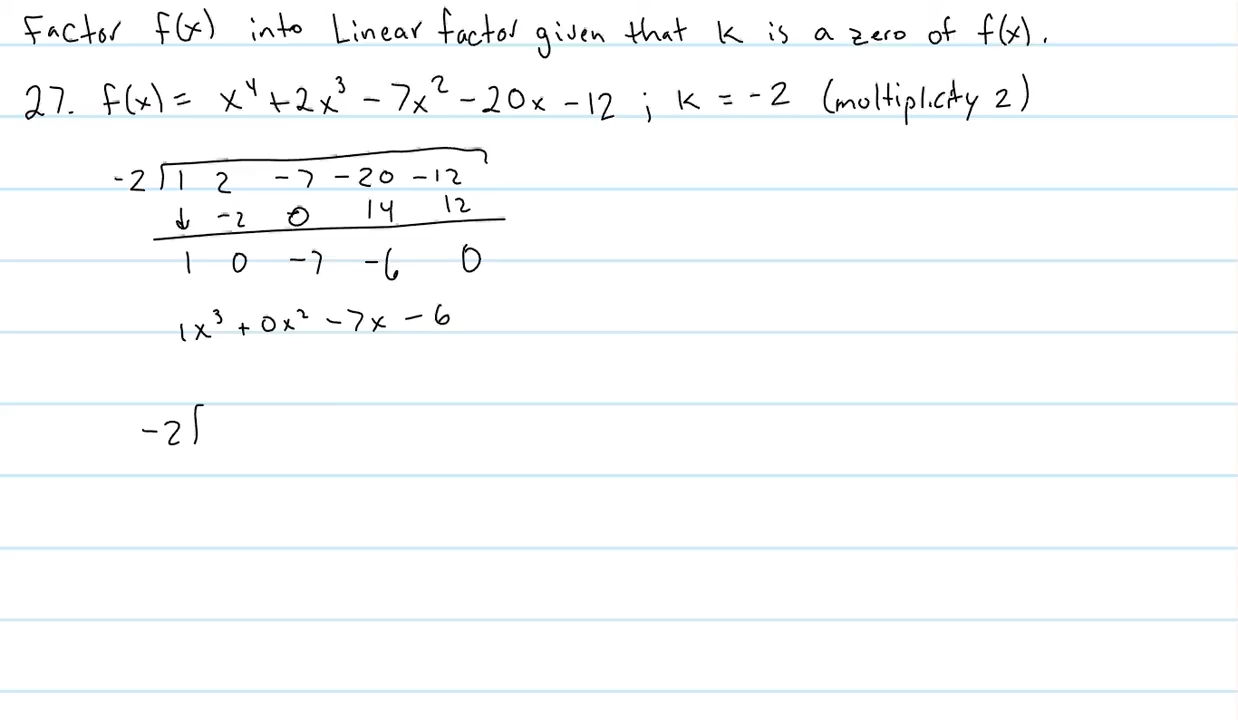 Factor f(x) into Linear factor given that k is a zero of f(x).
27. f(x) = x⁴ + 2x³ - 7x² - 20x - 12 ; k = -2 (moltiplicity 2)
-2 | 1 2 -7 -20 -12
↓ -2 0 14 12
1 0 -7 -6 0
1x³ + 0x² - 7x - 6
-2